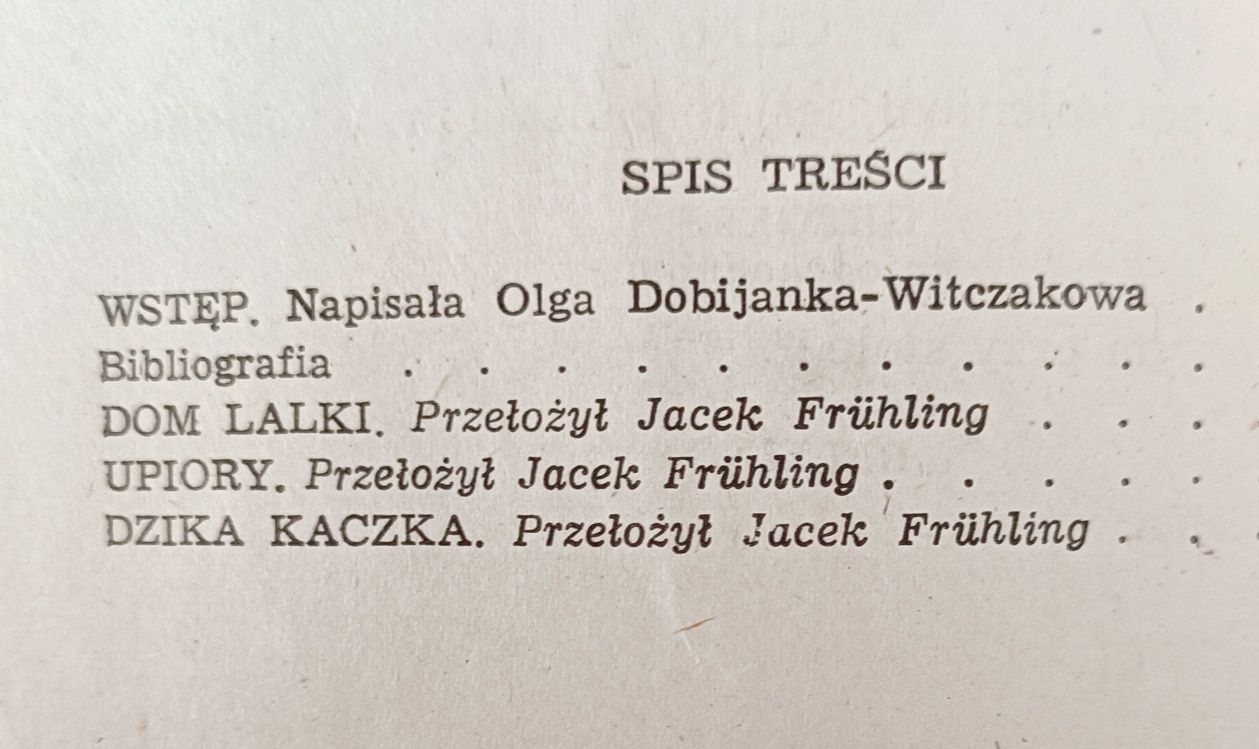 SPIS TREŚCI
WSTĘP. Napisała Olga Dobijanka-Witczakowa .
Bibliografia . . . . . . . . . . .
DOM LALKI. Przełożył Jacek Frühling . . .
UPIORY. Przełożył Jacek Frühling . . . . .
DZIKA KACZKA. Przełożył Jacek Frühling . . .